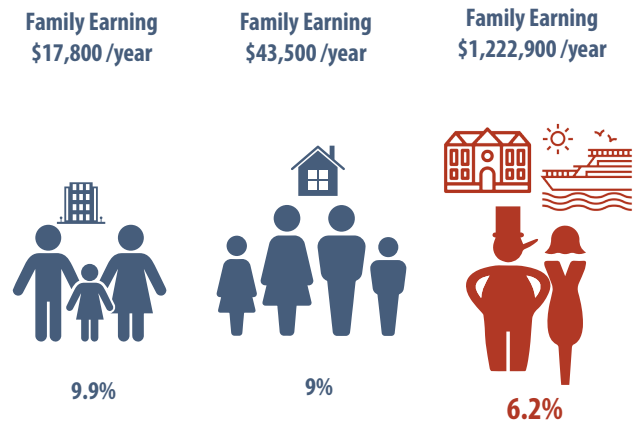 Family Earning
$17,800 /year
Family Earning
$43,500 /year
Family Earning
$1,222,900 /year
9.9%
9%
6.2%